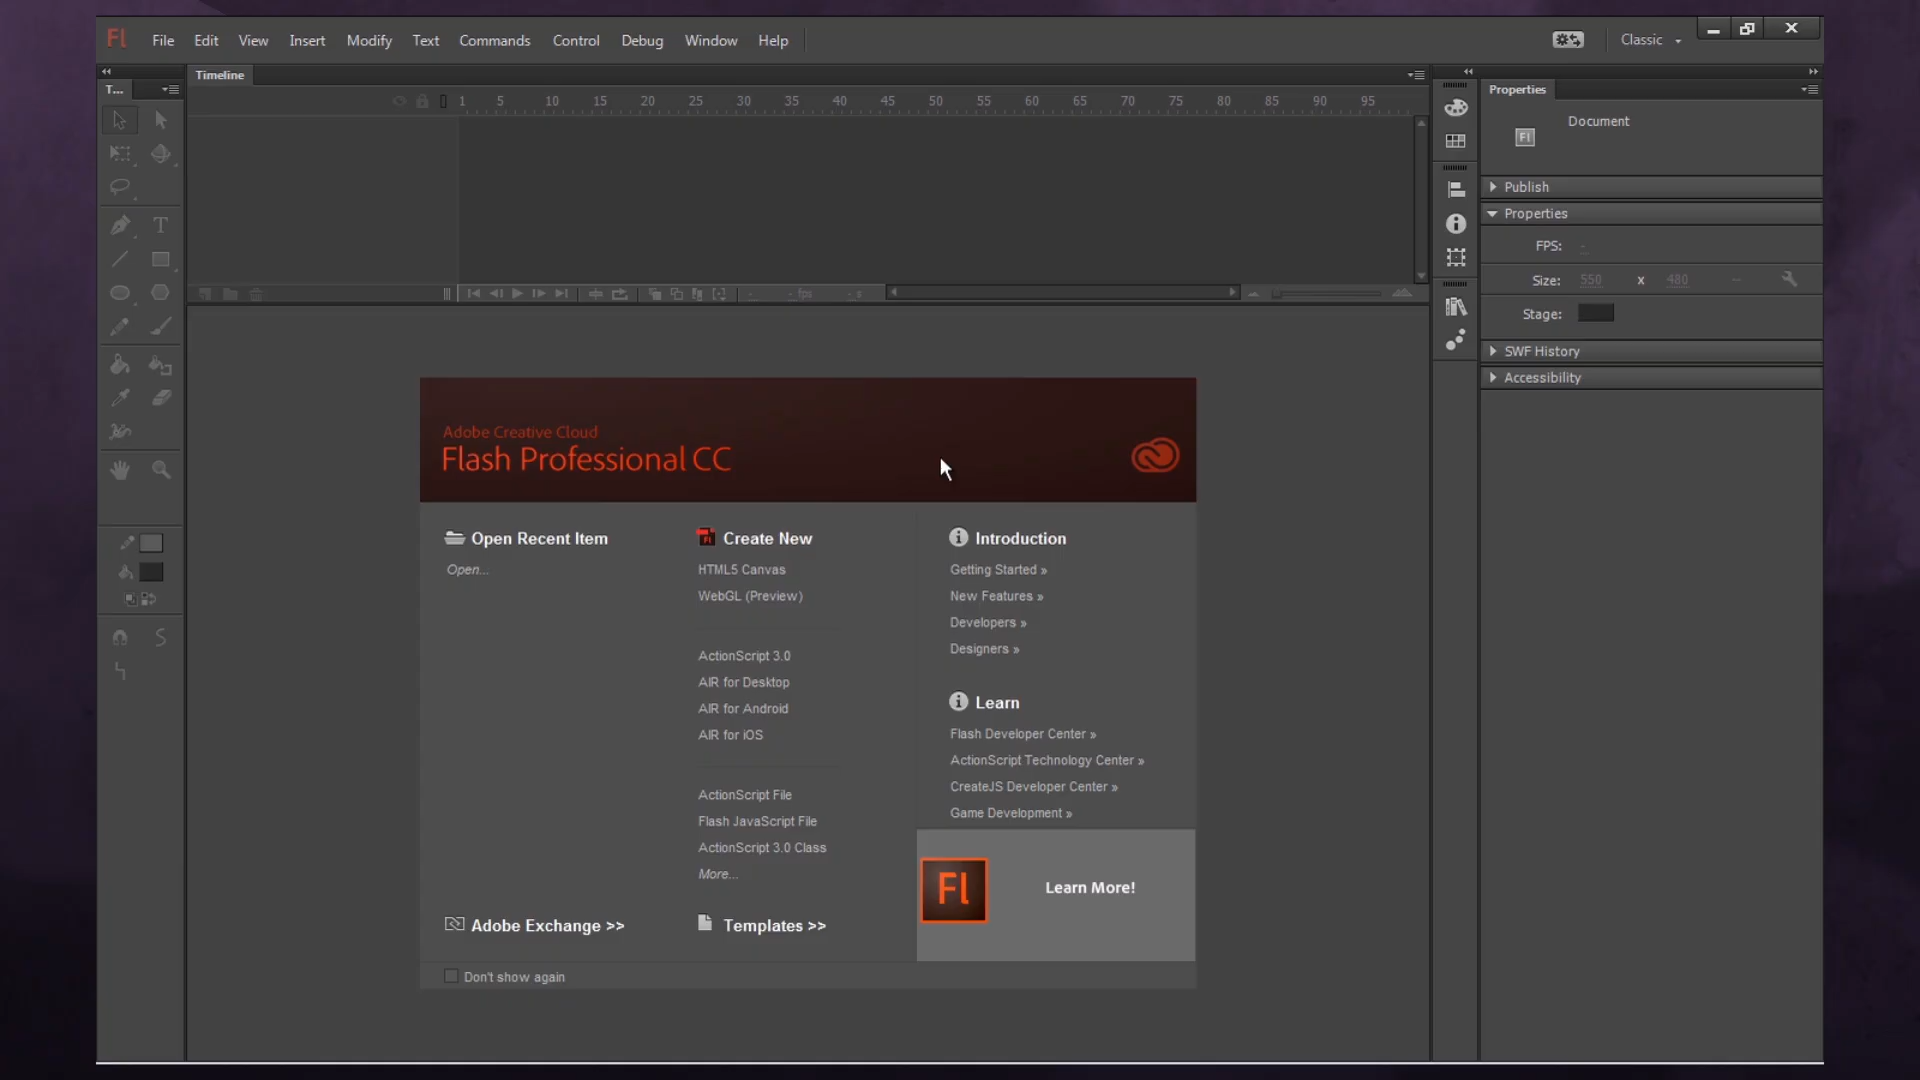 Fl File Edit View Insert Modify Text Commands Control Debug Window Help Classic
T... Timeline Properties
1 5 10 15 20 25 30 35 40 45 50 55 60 65 70 75 80 85 90 95
Fl Document
Publish
Properties
FPS: -
Size: 550 x 480
Stage:
SWF History
Accessibility
- - fps - s
Adobe Creative Cloud
Flash Professional CC
Open Recent Item
Open...
Adobe Exchange >>
Create New
HTML5 Canvas
WebGL (Preview)
ActionScript 3.0
AIR for Desktop
AIR for Android
AIR for iOS
ActionScript File
Flash JavaScript File
ActionScript 3.0 Class
More...
Templates >>
Introduction
Getting Started »
New Features »
Developers »
Designers »
Learn
Flash Developer Center »
ActionScript Technology Center »
CreateJS Developer Center »
Game Development »
Fl Learn More!
Don't show again